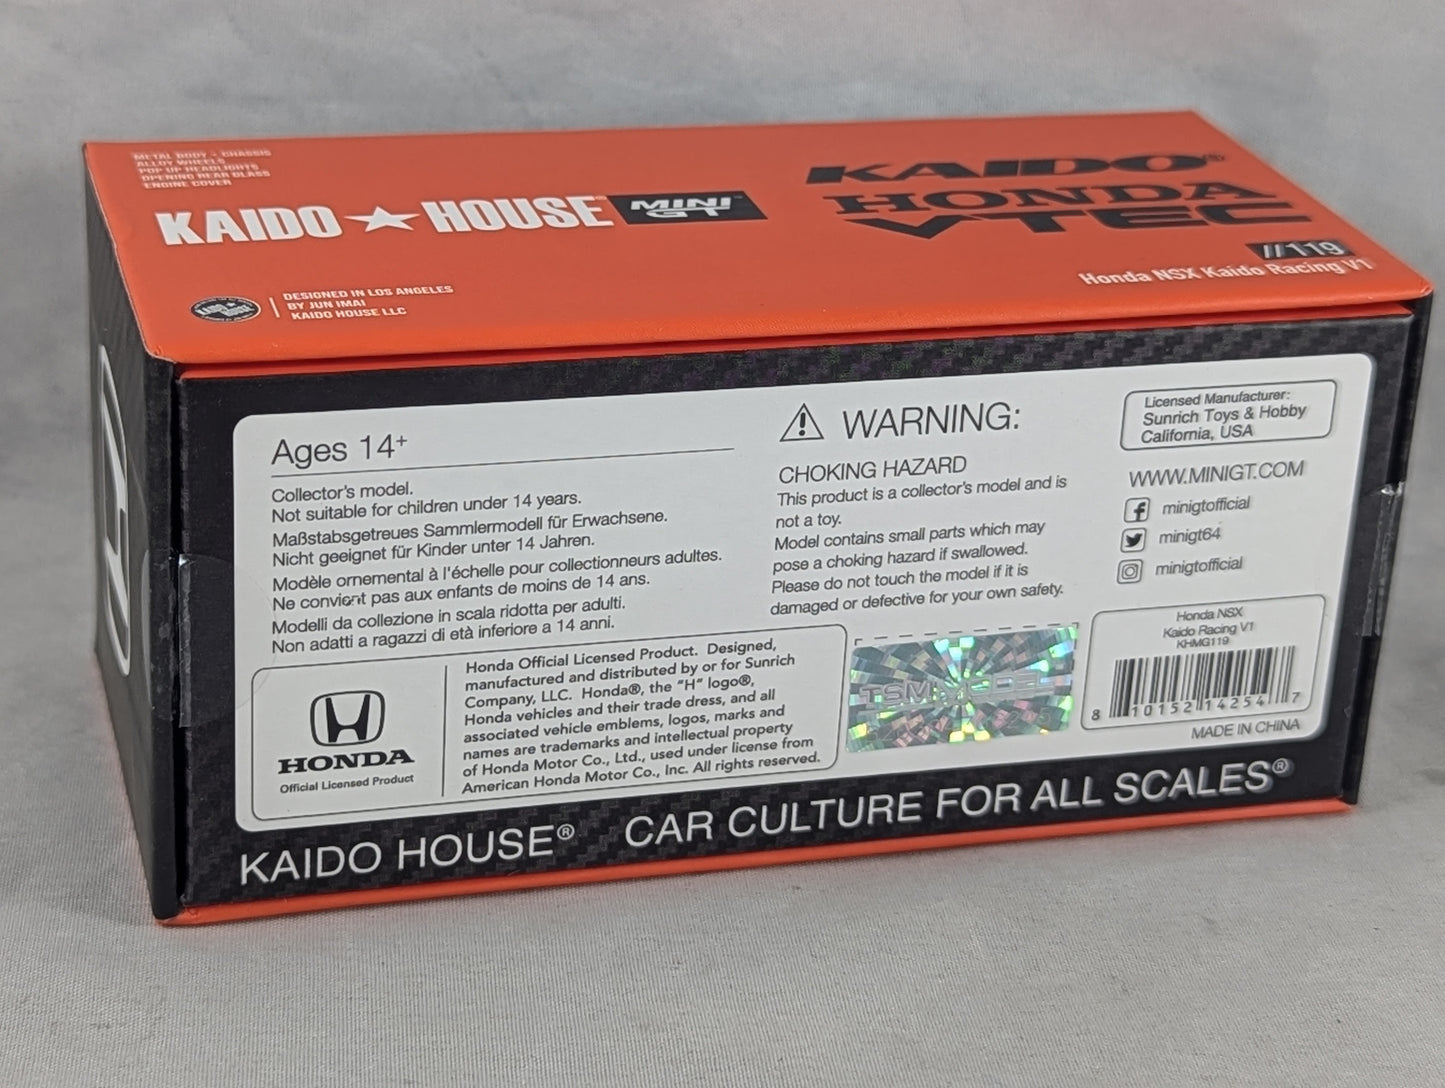 METAL BODY + CHASSIS
ALLOY WHEELS
POP UP HEADLIGHTS
OPENING REAR GLASS
ENGINE COVER
KAIDO★HOUSE®
MINI
GT
KAIDO®
HONDA
VTEC
//119
Honda NSX Kaido Racing V1
DESIGNED IN LOS ANGELES
BY JUN IMAI
KAIDO HOUSE LLC
Ages 14+
Collector's model.
Not suitable for children under 14 years.
Maßstabsgetreues Sammlermodell für Erwachsene.
Nicht geeignet für Kinder unter 14 Jahren.
Modèle ornemental à l'échelle pour collectionneurs adultes.
Ne convient pas aux enfants de moins de 14 ans.
Modelli da collezione in scala ridotta per adulti.
Non adatti a ragazzi di età inferiore a 14 anni.
WARNING:
CHOKING HAZARD
This product is a collector's model and is
not a toy.
Model contains small parts which may
pose a choking hazard if swallowed.
Please do not touch the model if it is
damaged or defective for your own safety.
Licensed Manufacturer:
Sunrich Toys & Hobby
California, USA
WWW.MINIGT.COM
minigtofficial
minigt64
minigtofficial
HONDA
Official Licensed Product
Honda Official Licensed Product. Designed,
manufactured and distributed by or for Sunrich
Company, LLC. Honda®, the "H" logo®,
Honda vehicles and their trade dress, and all
associated vehicle emblems, logos, marks and
names are trademarks and intellectual property
of Honda Motor Co., Ltd., used under license from
American Honda Motor Co., Inc. All rights reserved.
TSM-MODEL
Honda NSX
Kaido Racing V1
KHMG119
8 10152 14254 7
MADE IN CHINA
KAIDO HOUSE® CAR CULTURE FOR ALL SCALES®